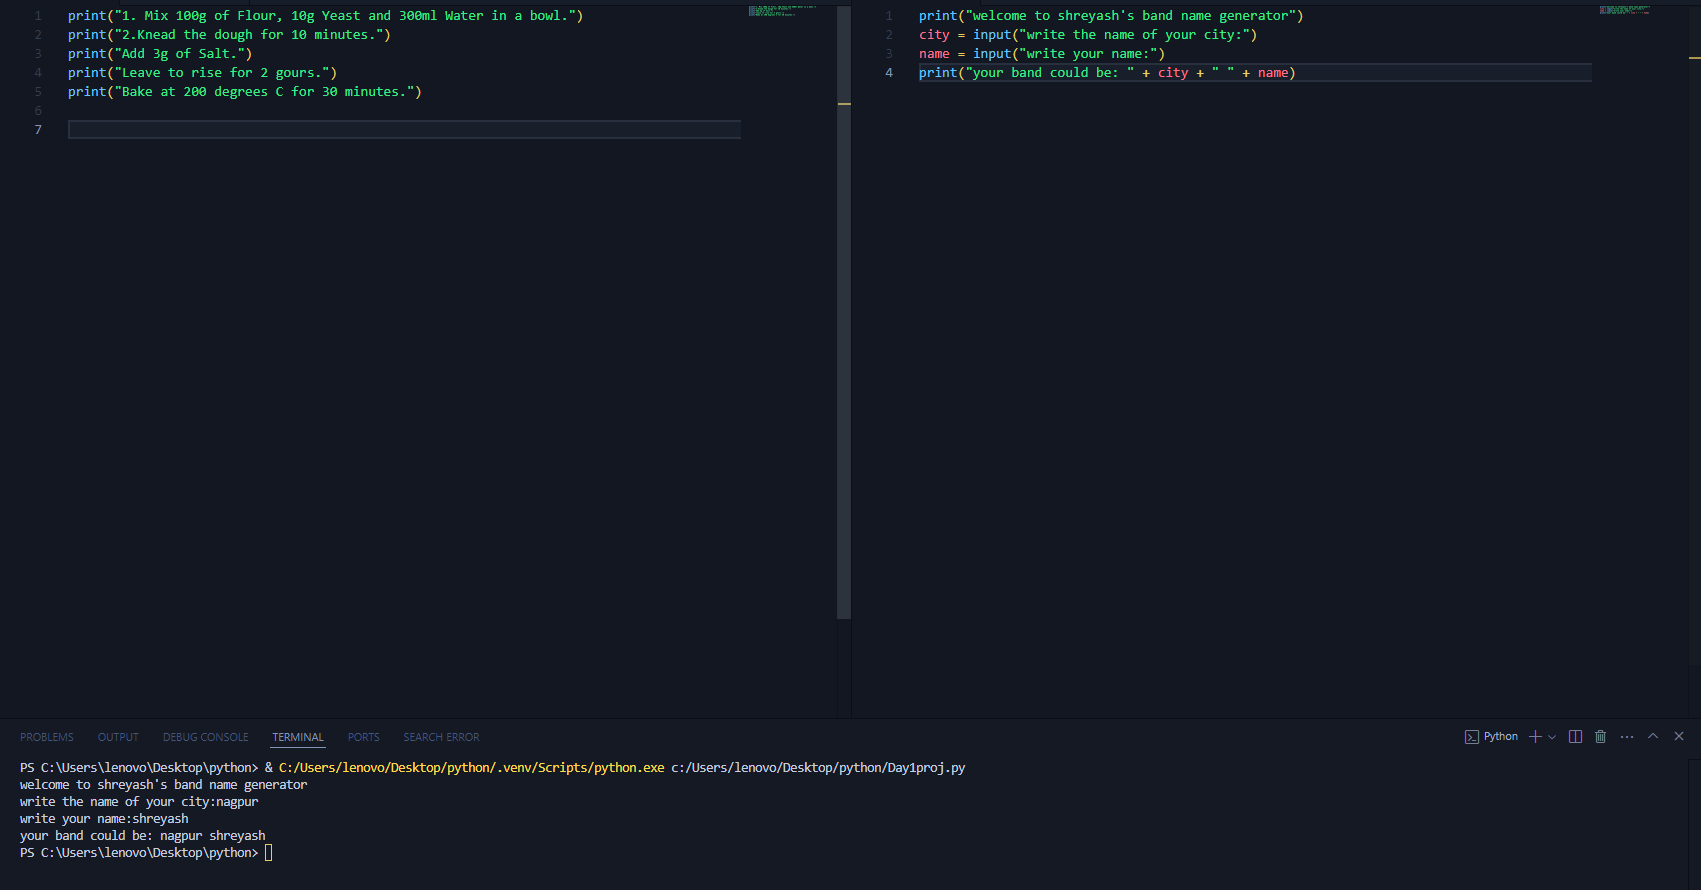 1 print("1. Mix 100g of Flour, 10g Yeast and 300ml Water in a bowl.")
2 print("2.Knead the dough for 10 minutes.")
3 print("Add 3g of Salt.")
4 print("Leave to rise for 2 gours.")
5 print("Bake at 200 degrees C for 30 minutes.")
6
7
1 print("welcome to shreyash's band name generator")
2 city = input("write the name of your city:")
3 name = input("write your name:")
4 print("your band could be: " + city + " " + name)
PROBLEMS OUTPUT DEBUG CONSOLE TERMINAL PORTS SEARCH ERROR Python
PS C:\Users\lenovo\Desktop\python> & C:/Users/lenovo/Desktop/python/.venv/Scripts/python.exe c:/Users/lenovo/Desktop/python/Day1proj.py
welcome to shreyash's band name generator
write the name of your city:nagpur
write your name:shreyash
your band could be: nagpur shreyash
PS C:\Users\lenovo\Desktop\python>